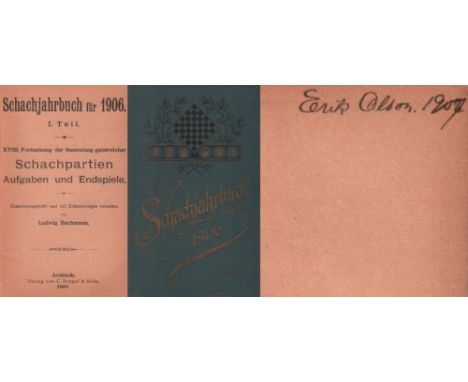 Schachjahrbuch für 1906.
I. Teil.
XVIII. Fortsetzung der Sammlung geistreicher
Schachpartien
Aufgaben und Endspiele.
Zusammengestellt und mit Erläuterungen versehen
von
Ludwig Bachmann.
Ansbach.
Verlag von C. Brügel & Sohn.
Schachjahrbuch
1906.
Erik Olson. 1907